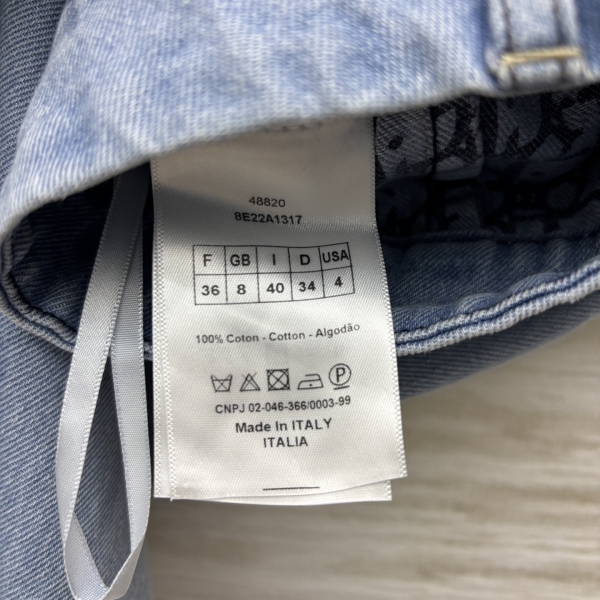 48820
8E22A1317
F GB I D USA
36 8 40 34 4
100% Coton - Cotton - Algodão
P
CNPJ 02-046-366/0003-99
Made In ITALY
ITALIA